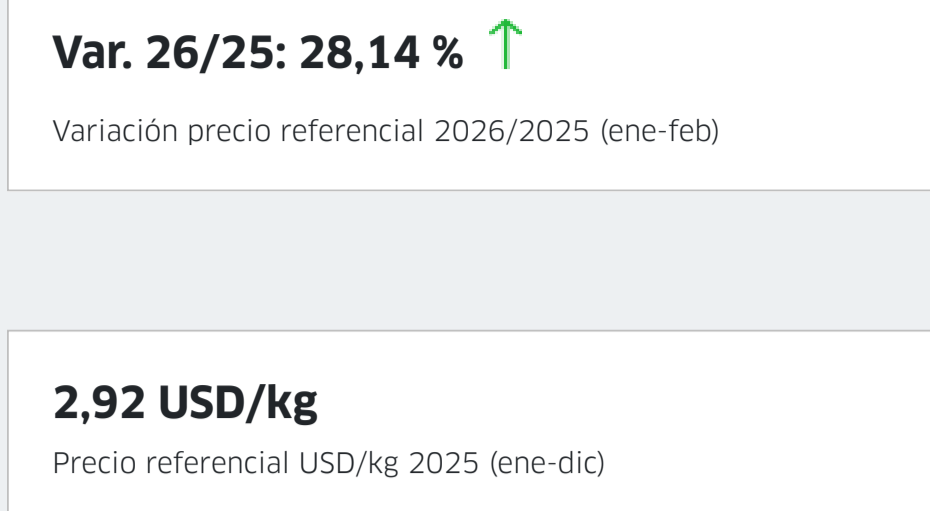 Var. 26/25: 28,14 %
Variación precio referencial 2026/2025 (ene-feb)
2,92 USD/kg
Precio referencial USD/kg 2025 (ene-dic)